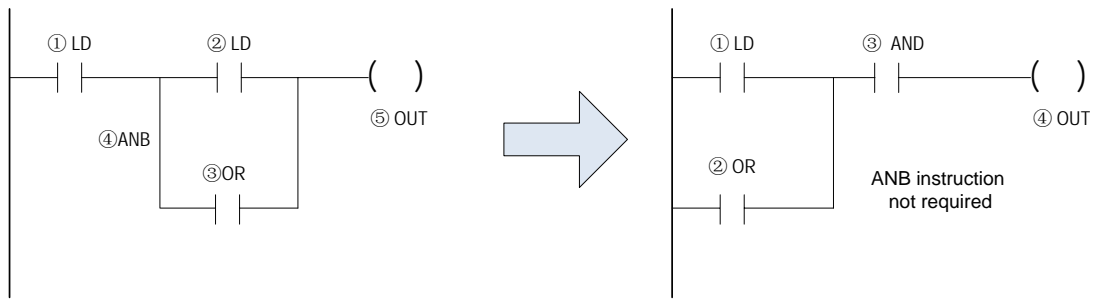 ① LD
② LD
( )
⑤ OUT
④ANB
③OR
① LD
③ AND
( )
④ OUT
② OR
ANB instruction
not required